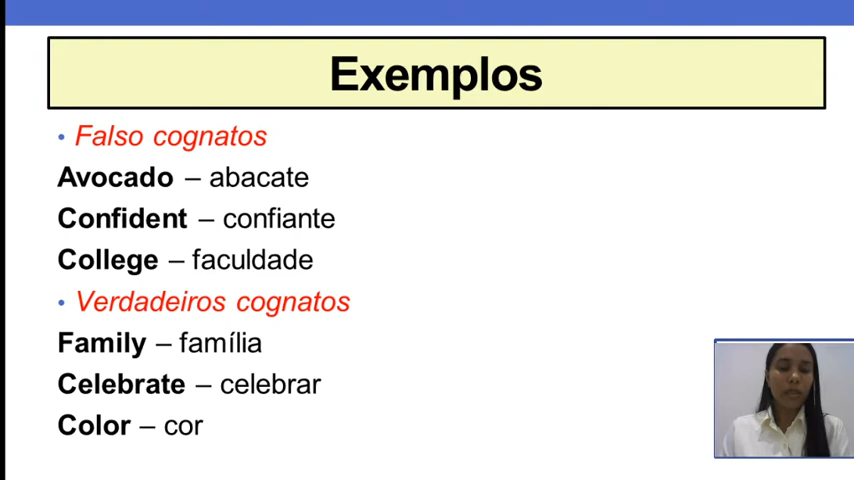 Exemplos
• Falso cognatos
Avocado – abacate
Confident – confiante
College – faculdade
• Verdadeiros cognatos
Family – família
Celebrate – celebrar
Color – cor